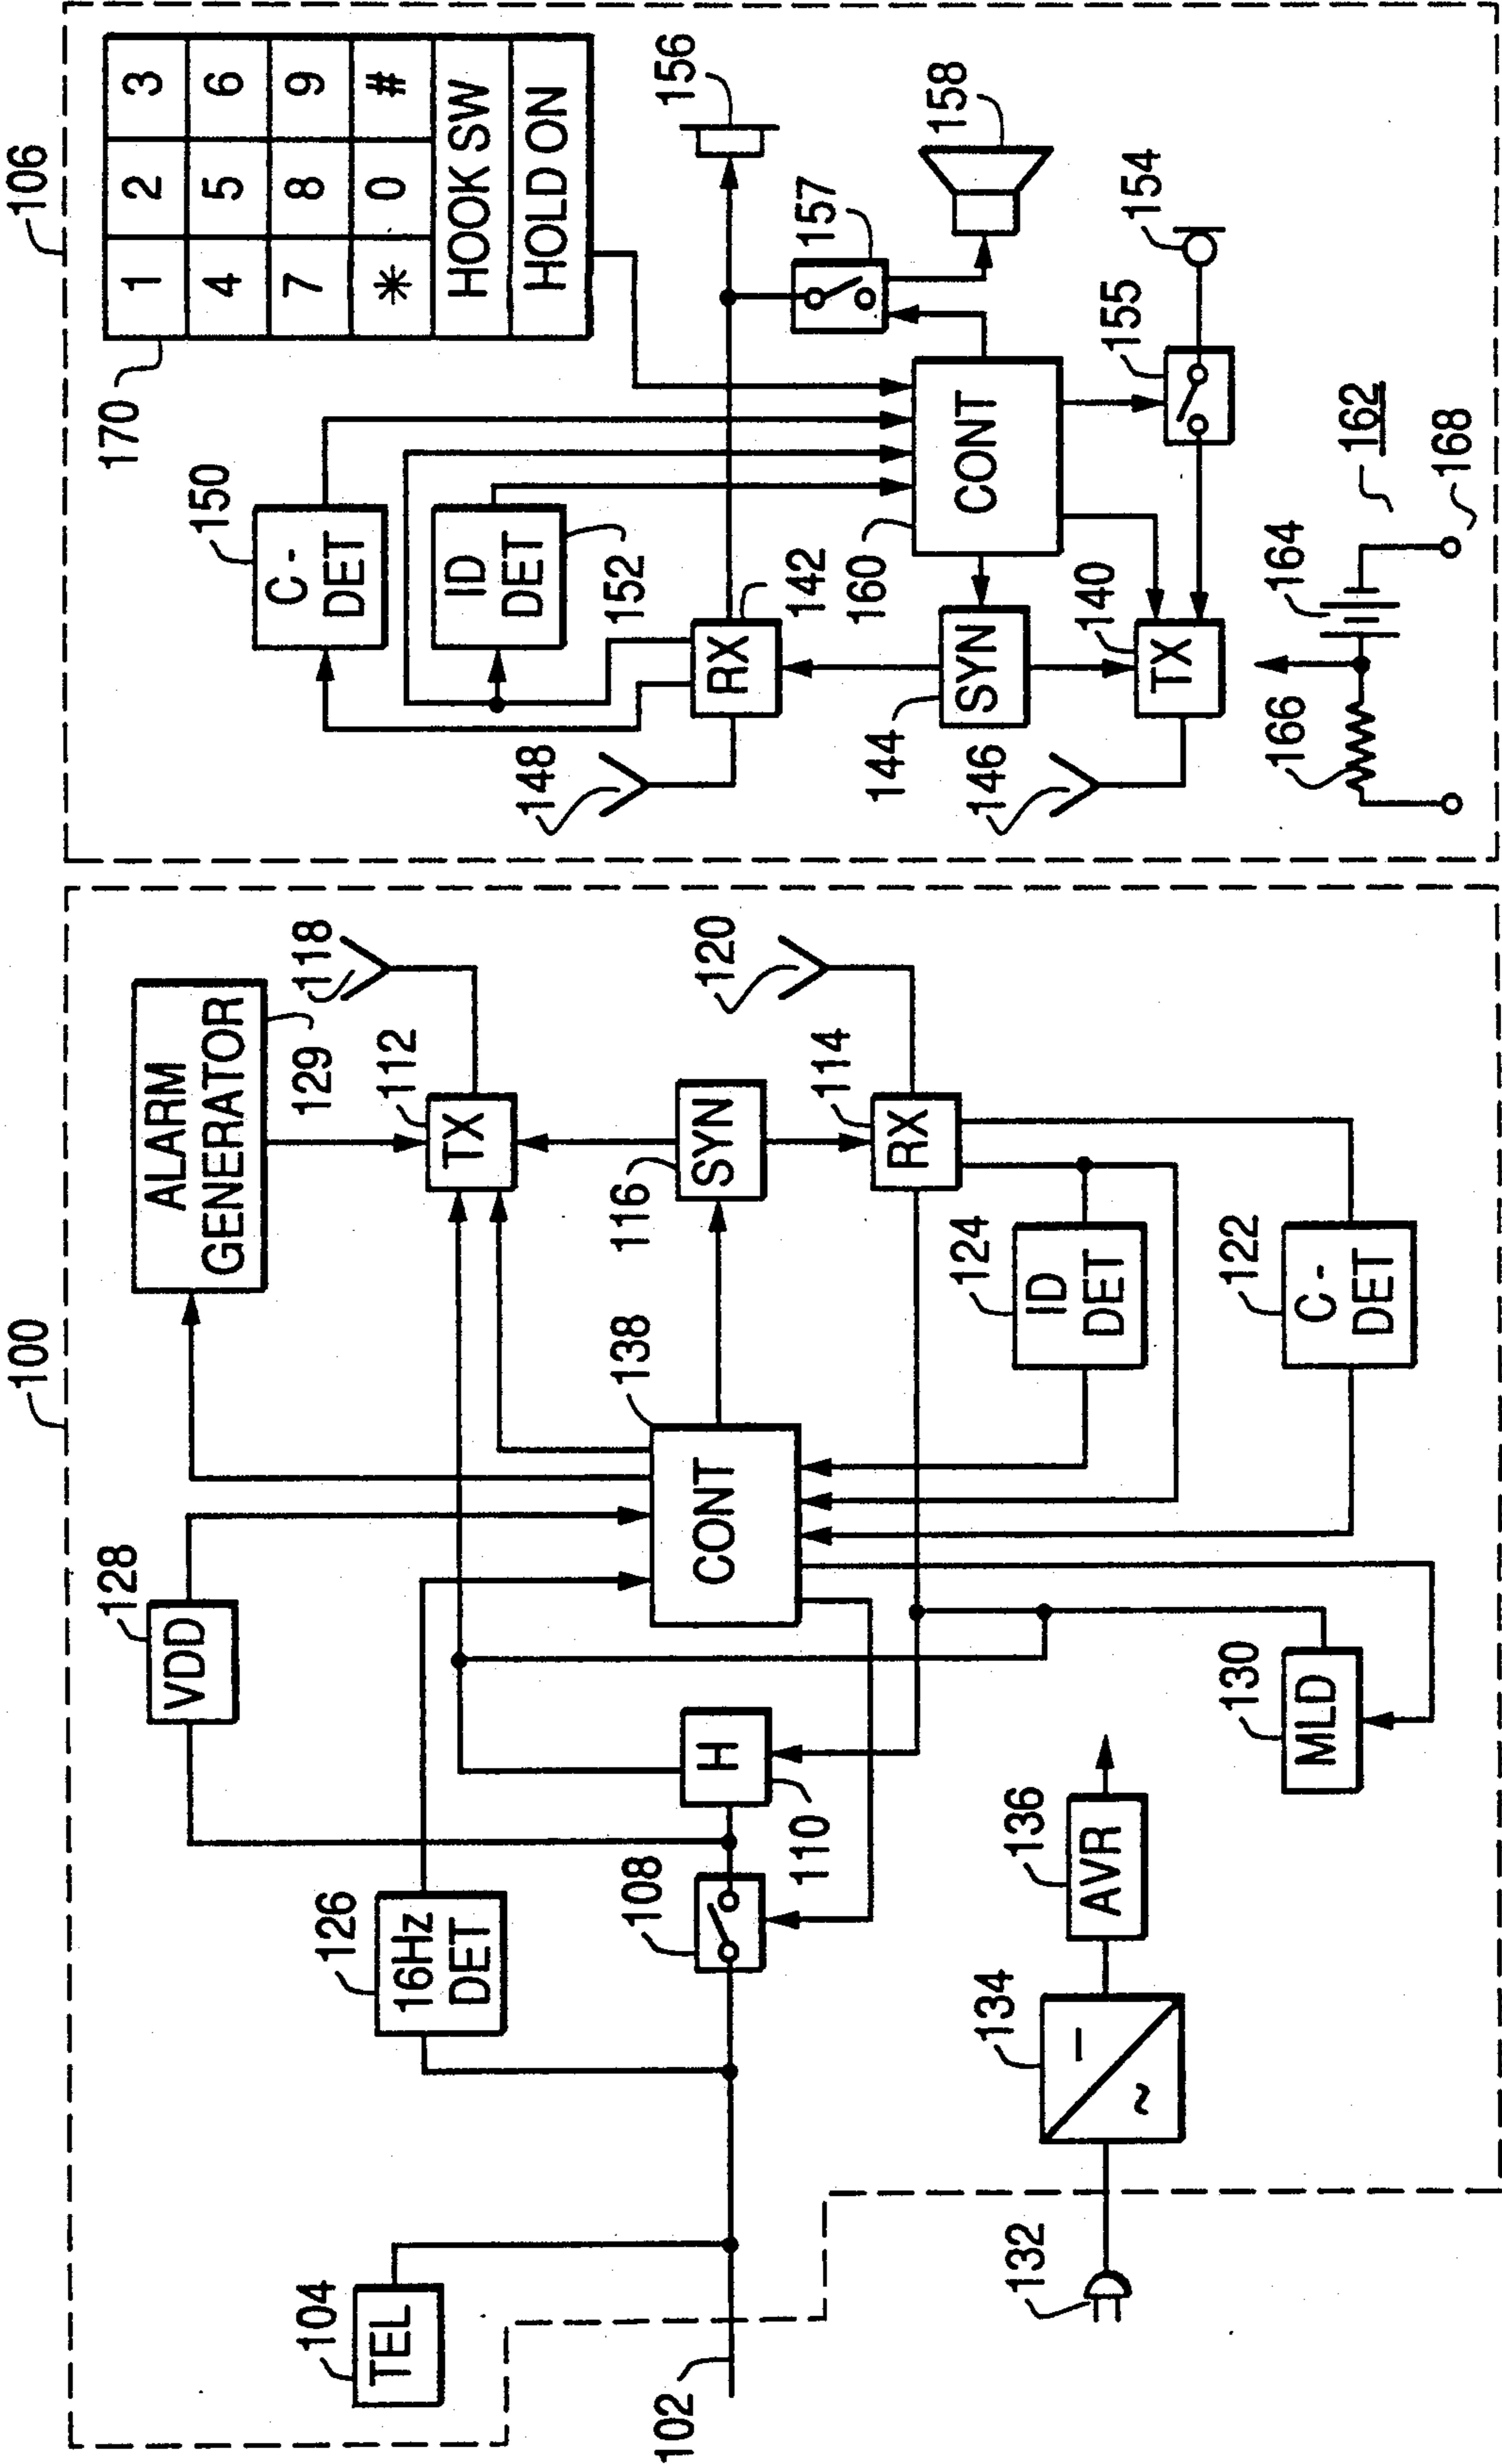 100
106
104
TEL
102
126
16Hz
DET
128
VDD
108
110
H
138
CONT
ALARM
GENERATOR
129
118
112
TX
116
SYN
120
114
RX
124
ID
DET
122
C-
DET
130
MLD
132
134
–
~
136
AVR
170
1 2 3
4 5 6
7 8 9
* 0 #
HOOK SW
HOLD ON
150
C-
DET
ID
DET
152
148
RX
142
156
157
158
160
CONT
144
SYN
146
140
TX
155
154
166
164
162
168